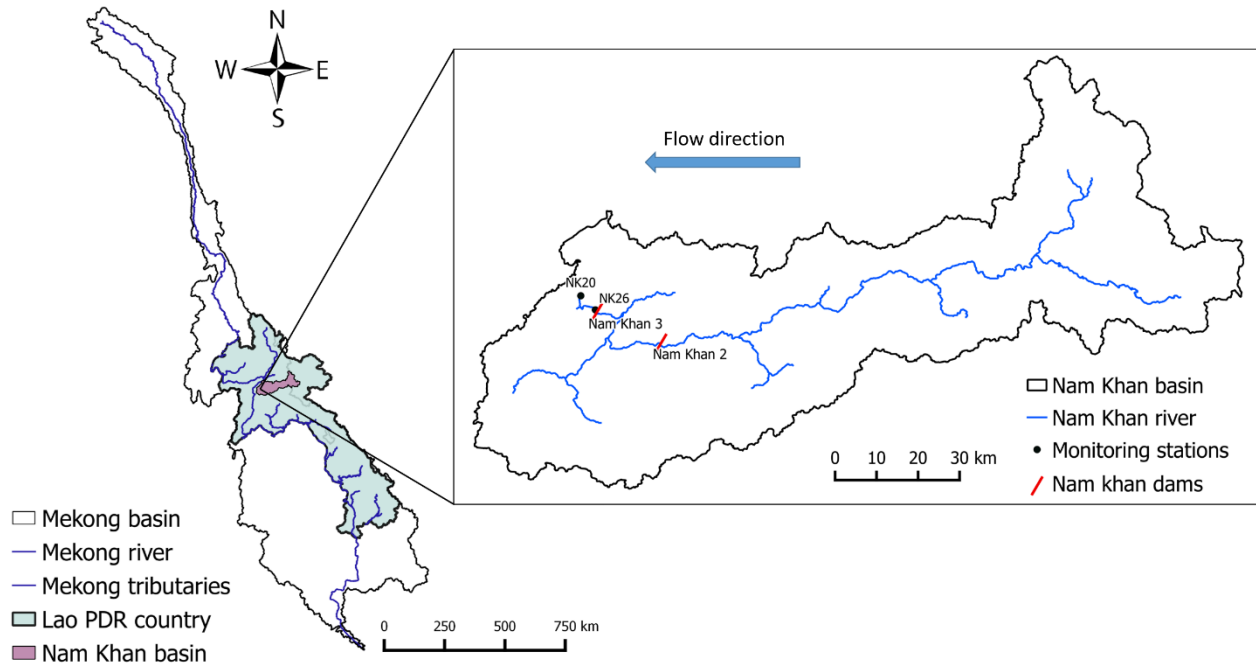 N
W E
S
Flow direction
NK20
NK26
Nam Khan 3
Nam Khan 2
Nam Khan basin
Nam Khan river
Monitoring stations
Nam khan dams
0 10 20 30 km
Mekong basin
Mekong river
Mekong tributaries
Lao PDR country
Nam Khan basin
0 250 500 750 km